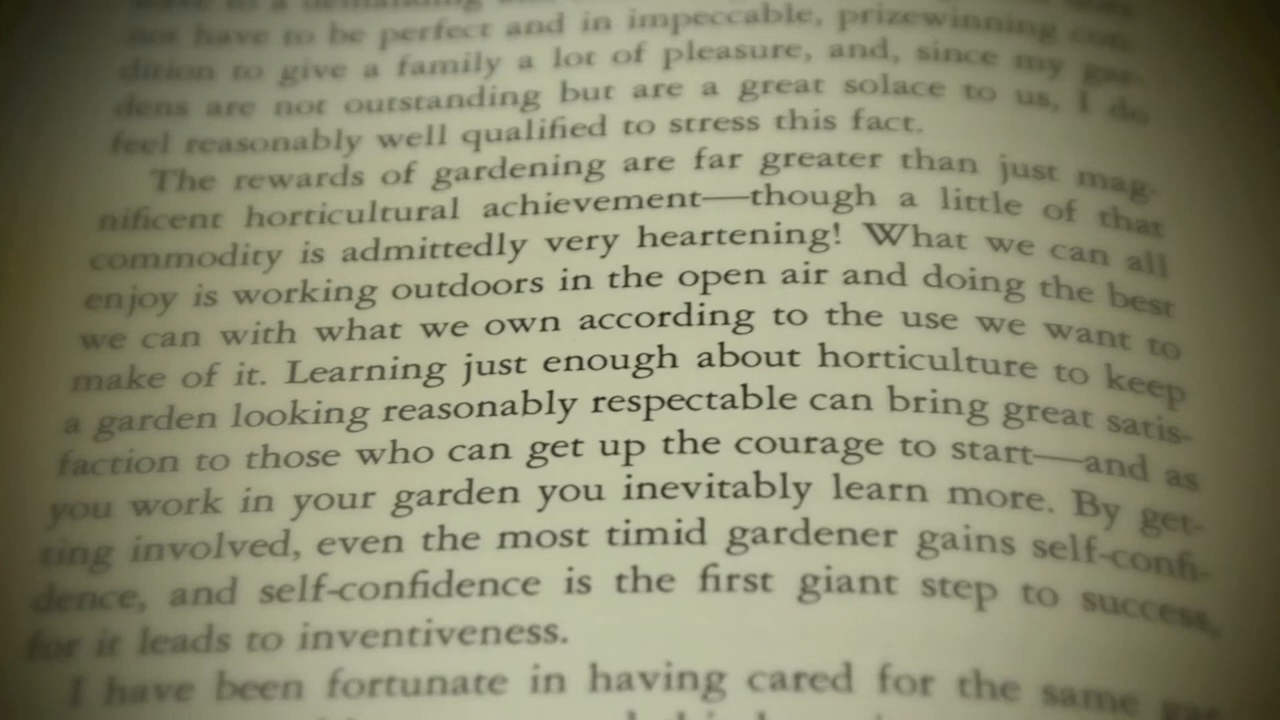 to a demanding
not have to be perfect and in impeccable, prizewinning con-
dition to give a family a lot of pleasure, and, since my gar-
dens are not outstanding but are a great solace to us, I do
feel reasonably well qualified to stress this fact.
The rewards of gardening are far greater than just mag-
nificent horticultural achievement—though a little of that
commodity is admittedly very heartening! What we can all
enjoy is working outdoors in the open air and doing the best
we can with what we own according to the use we want to
make of it. Learning just enough about horticulture to keep
a garden looking reasonably respectable can bring great satis-
faction to those who can get up the courage to start—and as
you work in your garden you inevitably learn more. By get-
ting involved, even the most timid gardener gains self-confi-
dence, and self-confidence is the first giant step to success,
for it leads to inventiveness.
I have been fortunate in having cared for the same